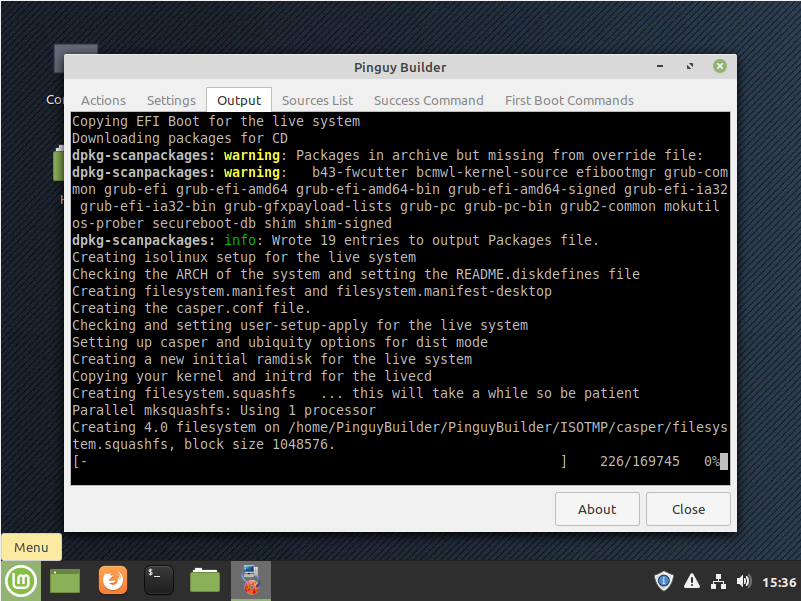 Pinguy Builder
Actions Settings Output Sources List Success Command First Boot Commands
Copying EFI Boot for the live system
Downloading packages for CD
dpkg-scanpackages: warning: Packages in archive but missing from override file:
dpkg-scanpackages: warning:   b43-fwcutter bcmwl-kernel-source efibootmgr grub-com
mon grub-efi grub-efi-amd64 grub-efi-amd64-bin grub-efi-amd64-signed grub-efi-ia32
grub-efi-ia32-bin grub-gfxpayload-lists grub-pc grub-pc-bin grub2-common mokutil
os-prober secureboot-db shim shim-signed
dpkg-scanpackages: info: Wrote 19 entries to output Packages file.
Creating isolinux setup for the live system
Checking the ARCH of the system and setting the README.diskdefines file
Creating filesystem.manifest and filesystem.manifest-desktop
Creating the casper.conf file.
Checking and setting user-setup-apply for the live system
Setting up casper and ubiquity options for dist mode
Creating a new initial ramdisk for the live system
Copying your kernel and initrd for the livecd
Creating filesystem.squashfs   ... this will take a while so be patient
Parallel mksquashfs: Using 1 processor
Creating 4.0 filesystem on /home/PinguyBuilder/PinguyBuilder/ISOTMP/casper/filesys
tem.squashfs, block size 1048576.
[- ] 226/169745 0%
About Close
Menu
$_
15:36